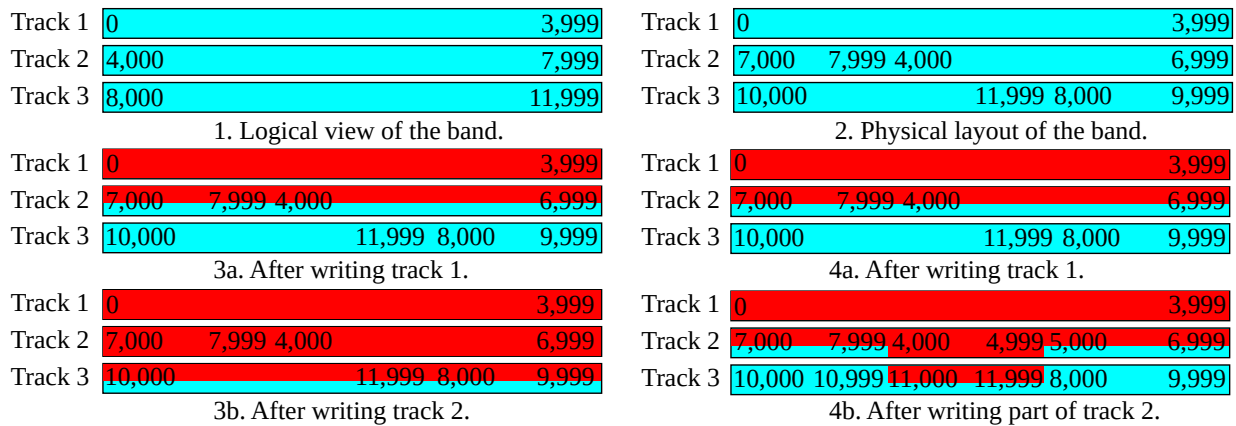 Track 1 0 3,999
Track 2 4,000 7,999
Track 3 8,000 11,999
1. Logical view of the band.
Track 1 0 3,999
Track 2 7,000 7,999 4,000 6,999
Track 3 10,000 11,999 8,000 9,999
2. Physical layout of the band.
Track 1 0 3,999
Track 2 7,000 7,999 4,000 6,999
Track 3 10,000 11,999 8,000 9,999
3a. After writing track 1.
Track 1 0 3,999
Track 2 7,000 7,999 4,000 6,999
Track 3 10,000 11,999 8,000 9,999
4a. After writing track 1.
Track 1 0 3,999
Track 2 7,000 7,999 4,000 6,999
Track 3 10,000 11,999 8,000 9,999
3b. After writing track 2.
Track 1 0 3,999
Track 2 7,000 7,999 4,000 4,999 5,000 6,999
Track 3 10,000 10,999 11,000 11,999 8,000 9,999
4b. After writing part of track 2.